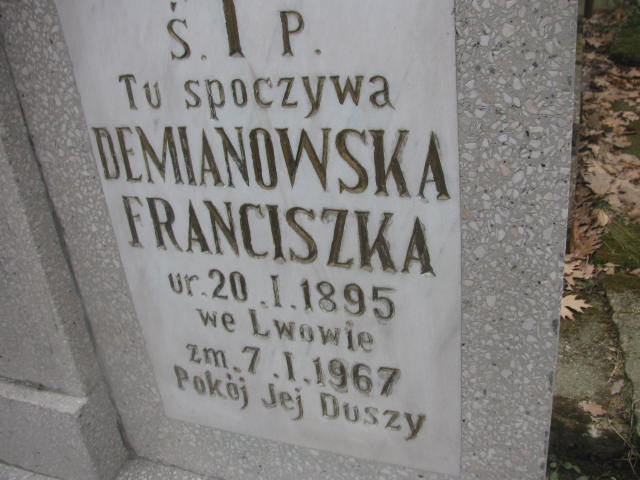 Ś. P.
Tu spoczywa
DEMIANOWSKA
FRANCISZKA
ur. 20. I. 1895
we Lwowie
zm. 7. I. 1967
Pokój Jej Duszy